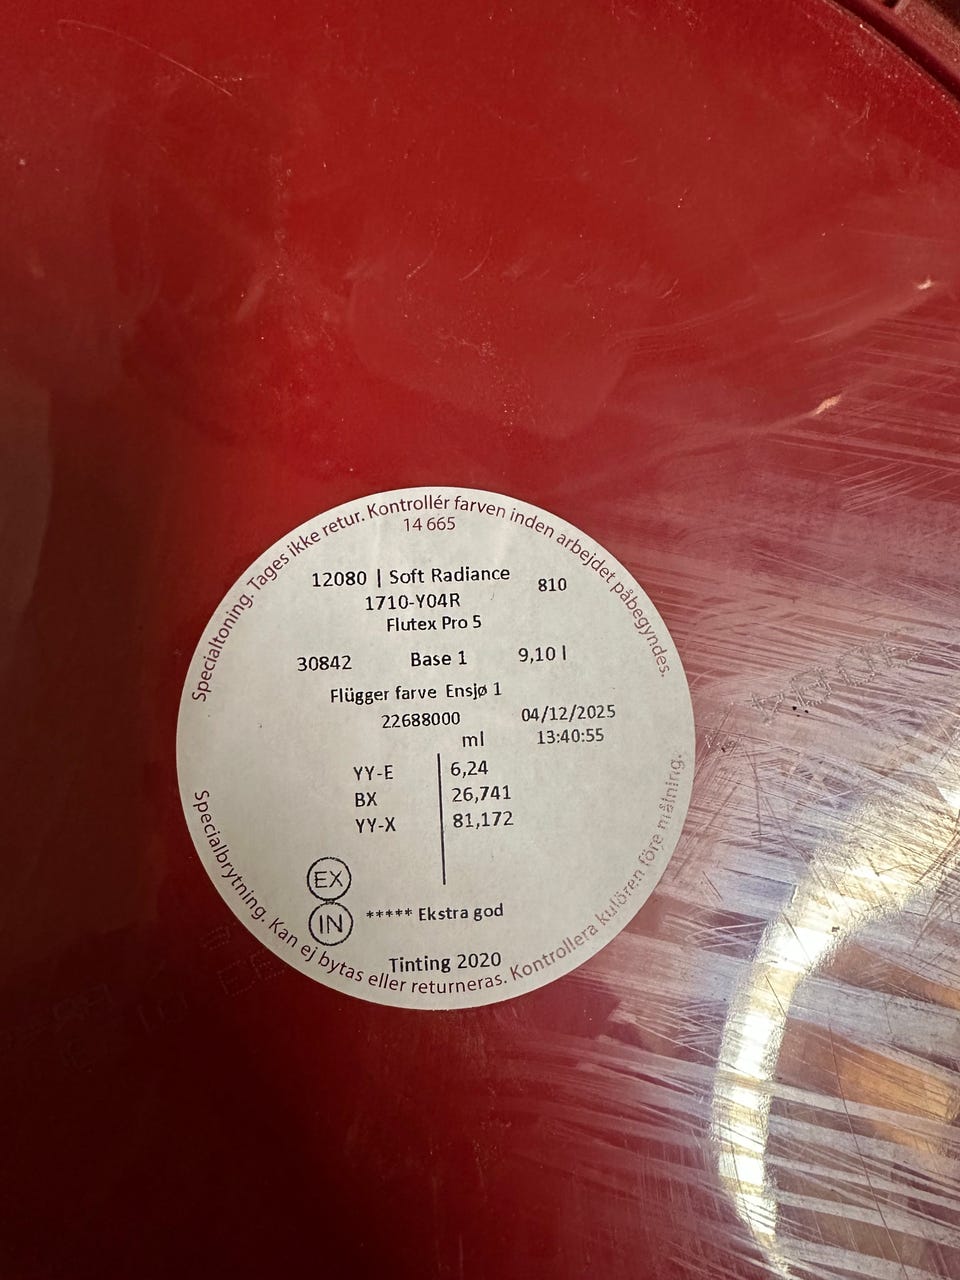 Specialtoning. Tages ikke retur. Kontrollér farven inden arbejdet påbegyndes.
14 665
12080 | Soft Radiance 810
1710-Y04R
Flutex Pro 5
30842 Base 1 9,10 l
Flügger farve Ensjø 1
22688000 04/12/2025
ml 13:40:55
YY-E 6,24
BX 26,741
YY-X 81,172
EX
IN ***** Ekstra god
Tinting 2020
Specialbrytning. Kan ej bytas eller returneras. Kontrollera kulören före målning.